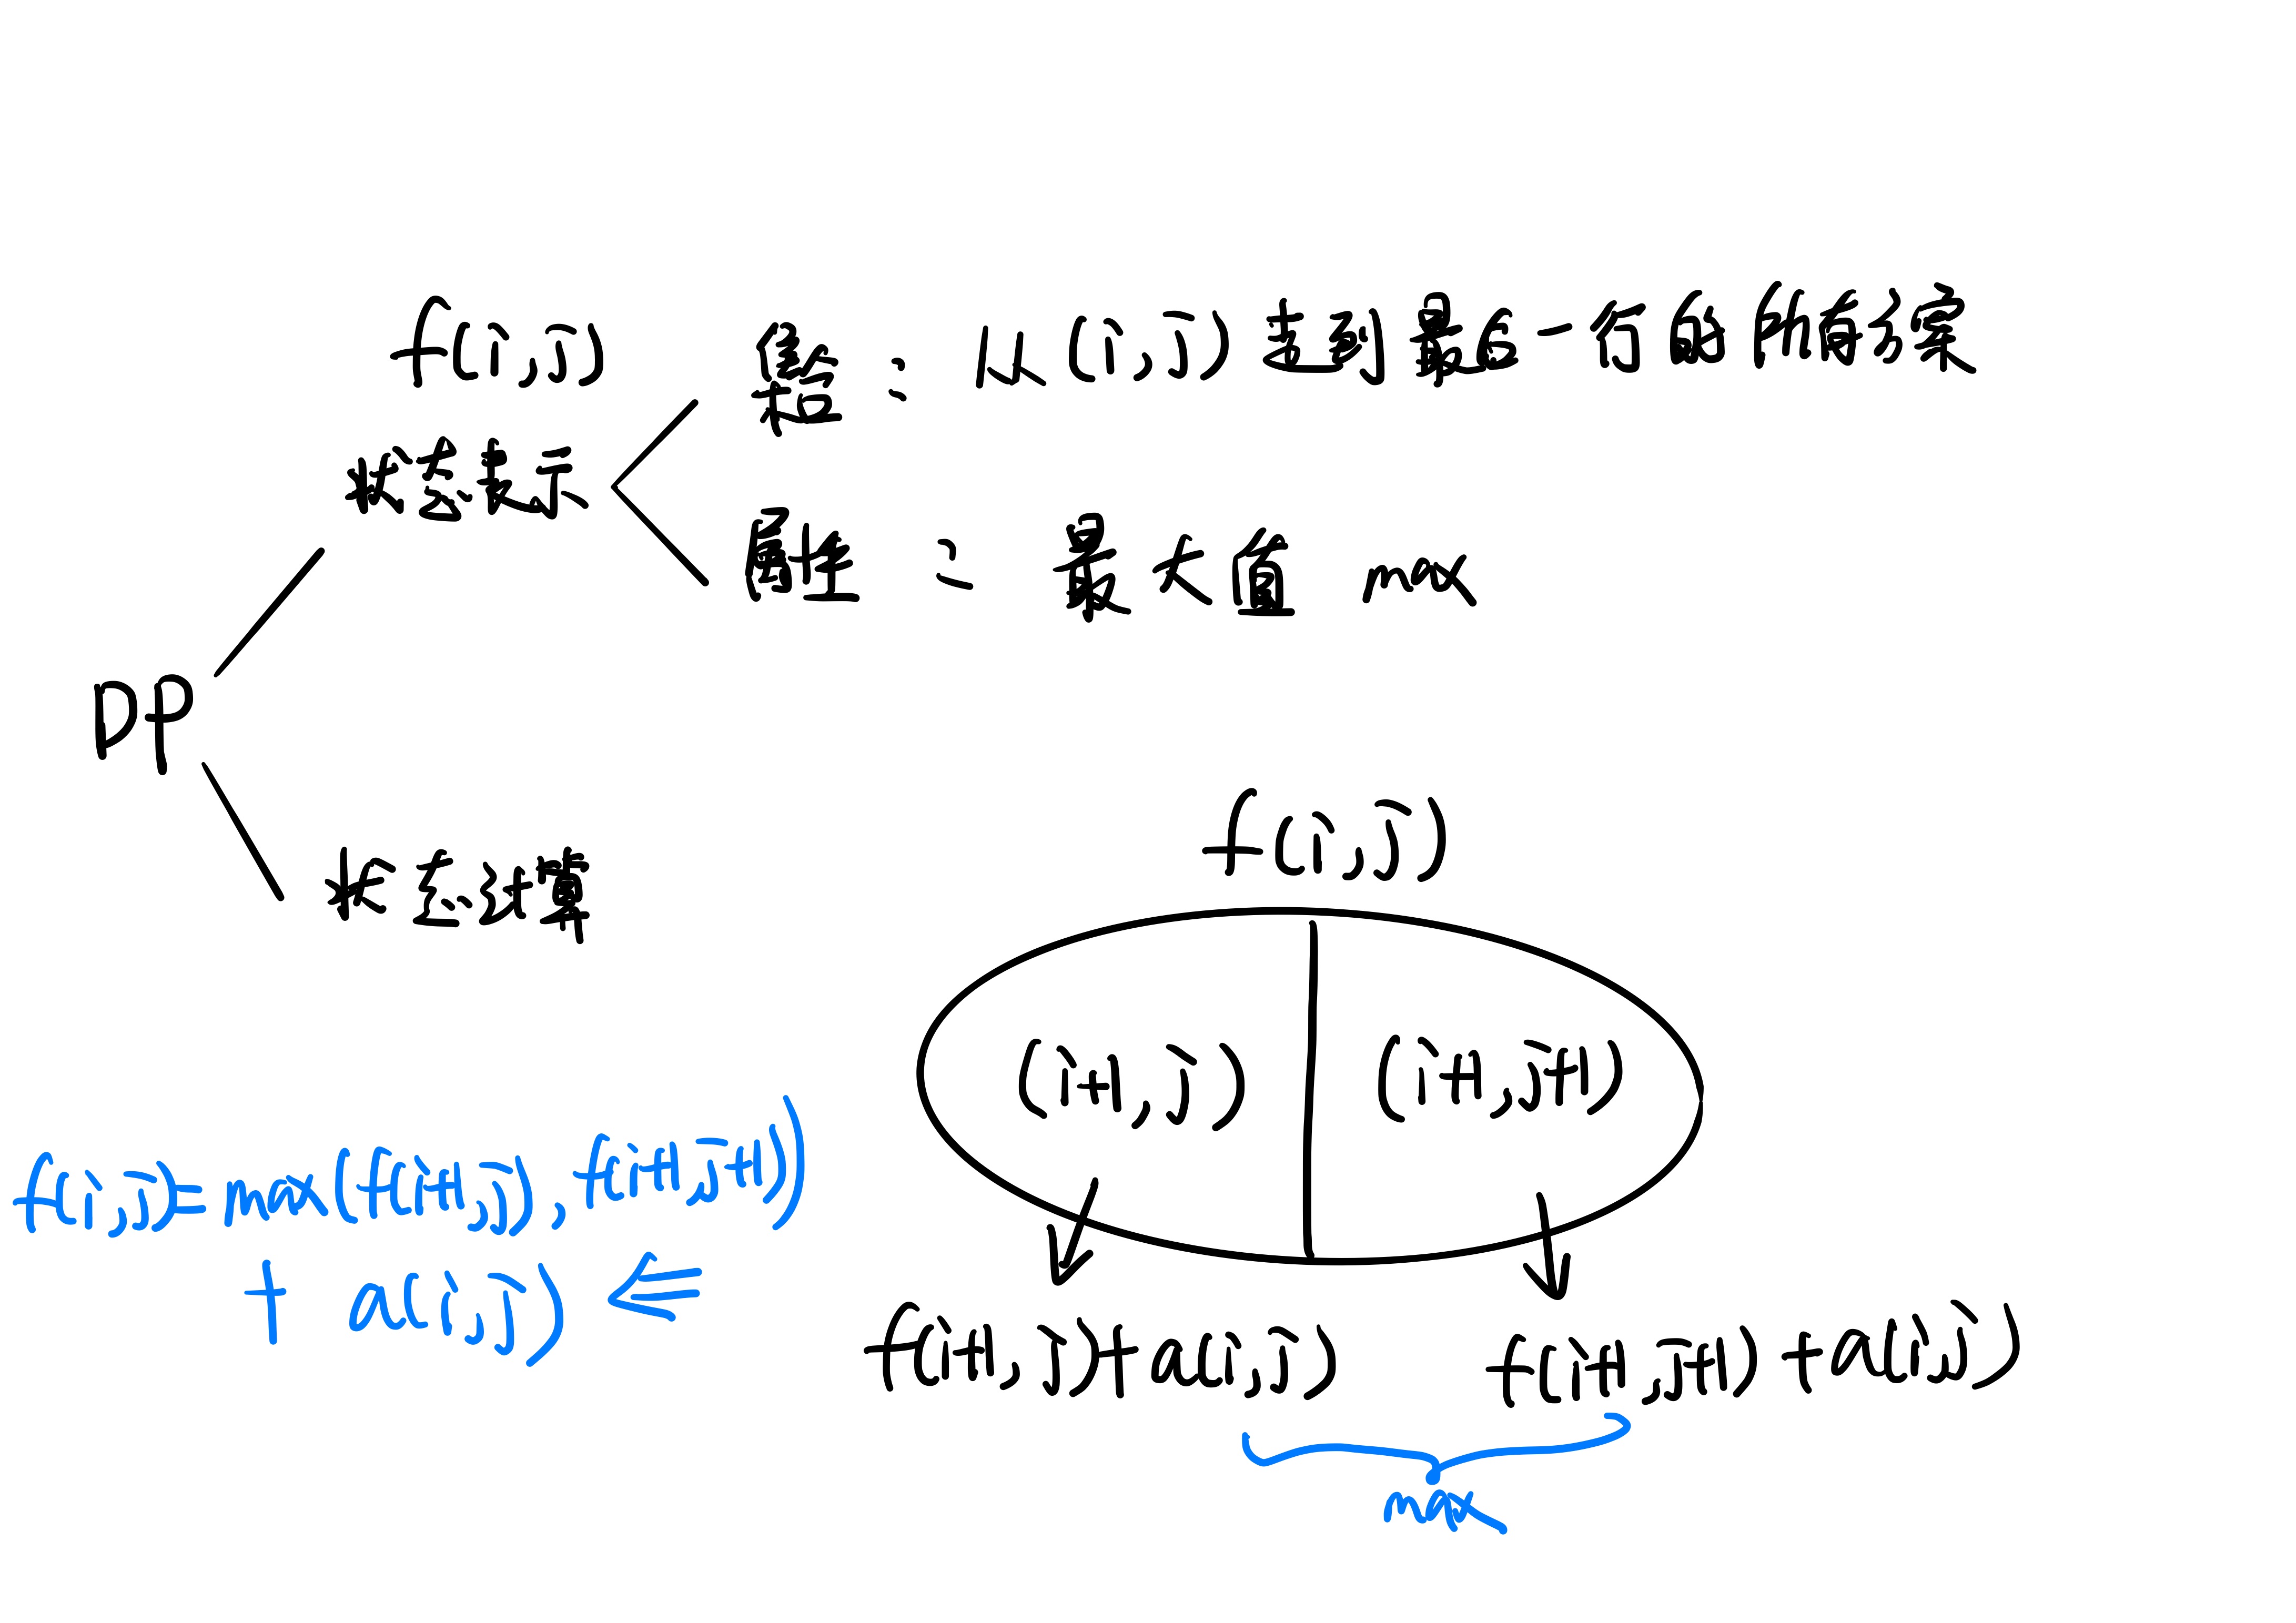 f(i,j)
集合：从(i,j)走到最后一行的所有方案
状态表示
属性：最大值 max
DP
状态计算
f(i,j)
(i+1,j) (i+1,j+1)
f(i,j)=max(f(i+1,j),f(i+1,j+1))
+ a(i,j) ⇐
f(i+1,j)+a(i,j) f(i+1,j+1)+a(i,j)
max